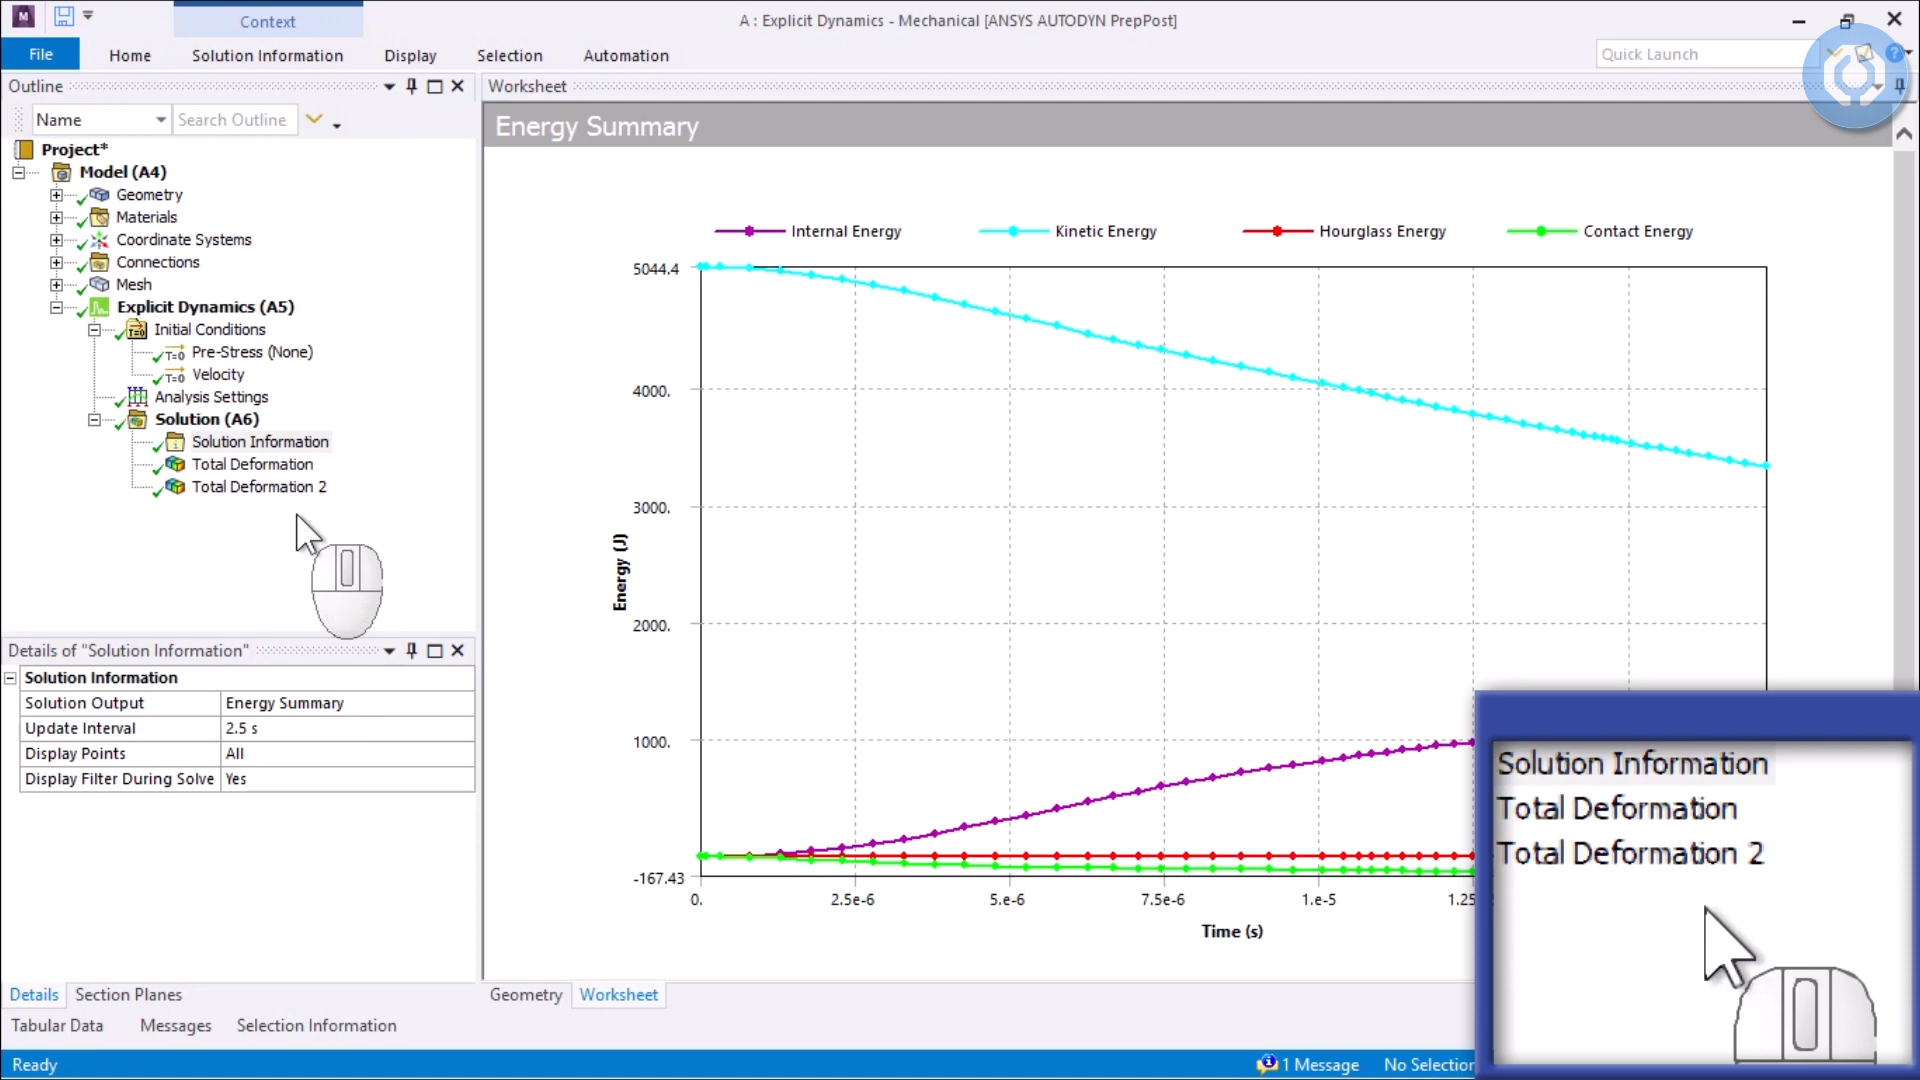 M
Context
A : Explicit Dynamics - Mechanical [ANSYS AUTODYN PrepPost]
File
Home
Solution Information
Display
Selection
Automation
Quick Launch
Outline
Name
Search Outline
Project*
Model (A4)
Geometry
Materials
Coordinate Systems
Connections
Mesh
Explicit Dynamics (A5)
T=0 Initial Conditions
T=0 Pre-Stress (None)
T=0 Velocity
Analysis Settings
Solution (A6)
Solution Information
Total Deformation
Total Deformation 2
Details of "Solution Information"
Solution Information
Solution Output Energy Summary
Update Interval 2.5 s
Display Points All
Display Filter During Solve Yes
Details
Section Planes
Tabular Data
Messages
Selection Information
Worksheet
Energy Summary
Internal Energy
Kinetic Energy
Hourglass Energy
Contact Energy
5044.4
4000.
3000.
2000.
1000.
-167.43
Energy (J)
0.
2.5e-6
5.e-6
7.5e-6
1.e-5
1.25
Time (s)
Geometry
Worksheet
Solution Information
Total Deformation
Total Deformation 2
Ready
1 Message
No Selection